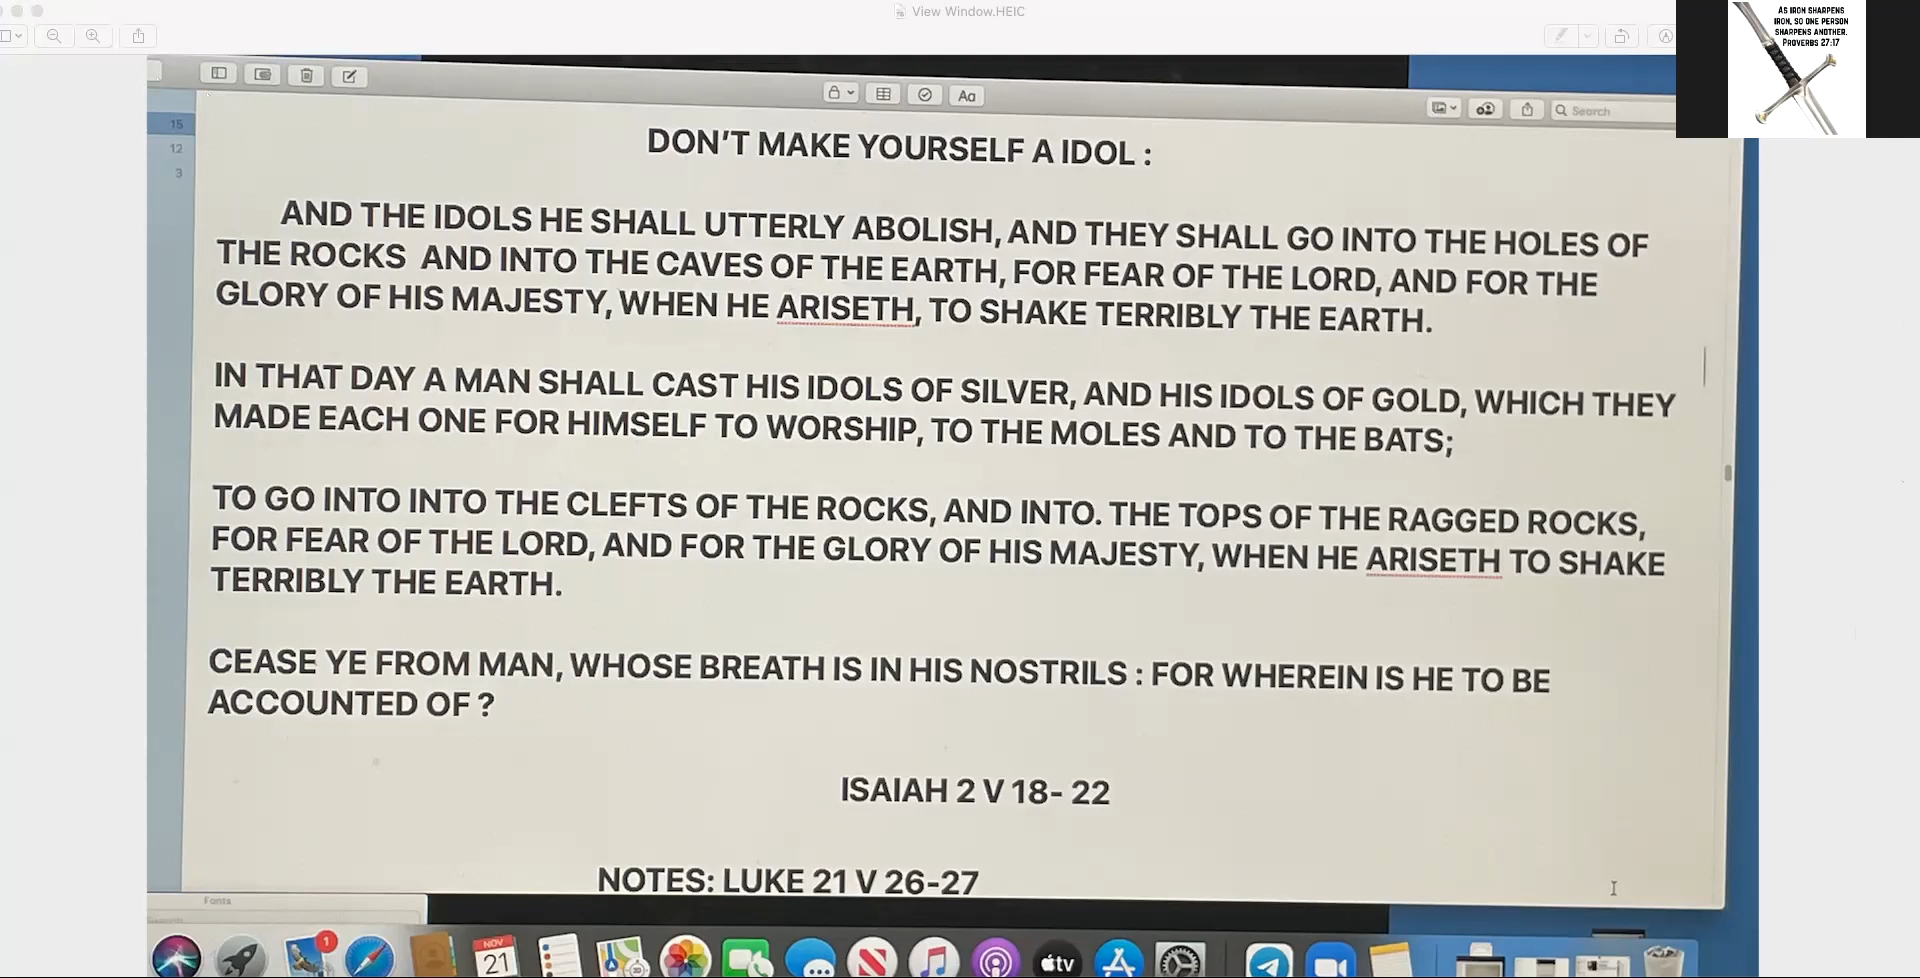 View Window.HEIC
AS IRON SHARPENS
IRON, SO ONE PERSON
SHARPENS ANOTHER.
PROVERBS 27:17
Aa
Search
15
12
3
DON'T MAKE YOURSELF A IDOL :
AND THE IDOLS HE SHALL UTTERLY ABOLISH, AND THEY SHALL GO INTO THE HOLES OF
THE ROCKS AND INTO THE CAVES OF THE EARTH, FOR FEAR OF THE LORD, AND FOR THE
GLORY OF HIS MAJESTY, WHEN HE ARISETH, TO SHAKE TERRIBLY THE EARTH.
IN THAT DAY A MAN SHALL CAST HIS IDOLS OF SILVER, AND HIS IDOLS OF GOLD, WHICH THEY
MADE EACH ONE FOR HIMSELF TO WORSHIP, TO THE MOLES AND TO THE BATS;
TO GO INTO INTO THE CLEFTS OF THE ROCKS, AND INTO. THE TOPS OF THE RAGGED ROCKS,
FOR FEAR OF THE LORD, AND FOR THE GLORY OF HIS MAJESTY, WHEN HE ARISETH TO SHAKE
TERRIBLY THE EARTH.
CEASE YE FROM MAN, WHOSE BREATH IS IN HIS NOSTRILS : FOR WHEREIN IS HE TO BE
ACCOUNTED OF ?
ISAIAH 2 V 18- 22
NOTES: LUKE 21 V 26-27
Fonts
1
NOV
21
tv